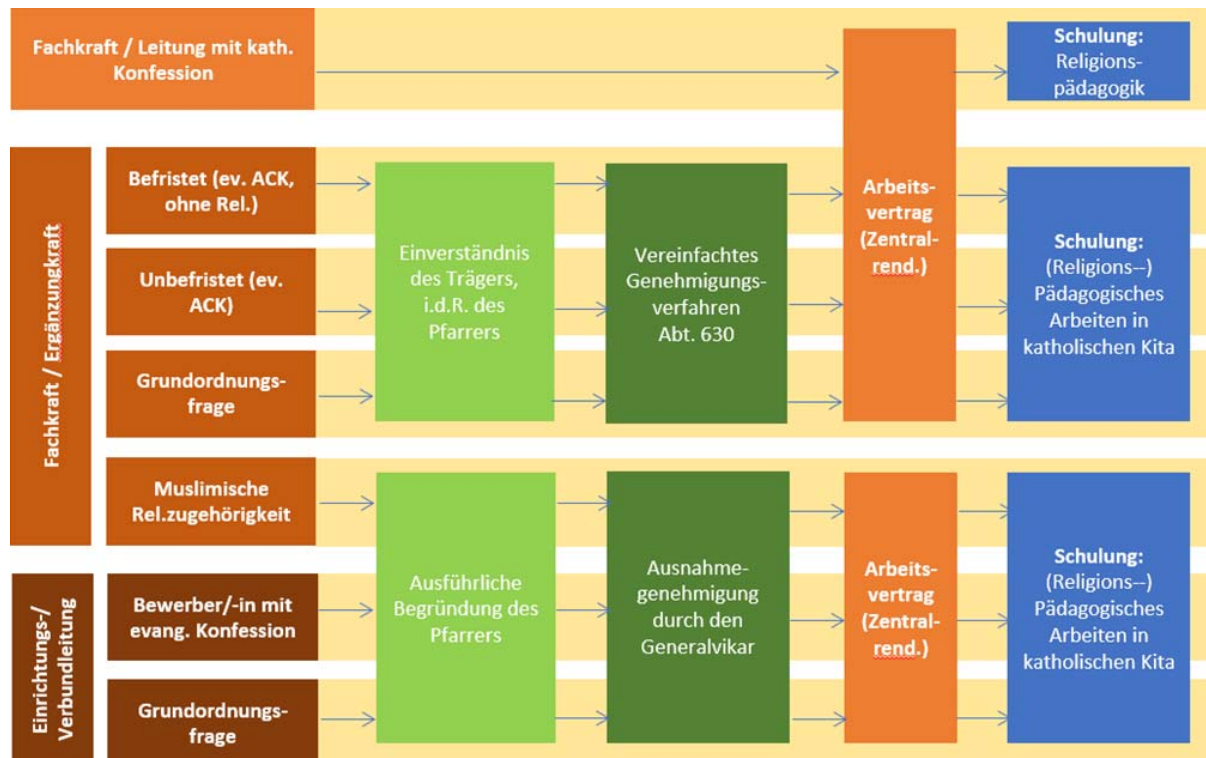 Fachkraft / Leitung mit kath.
Konfession
Schulung:
Religions-
pädagogik
Fachkraft / Ergänzungkraft
Befristet (ev. ACK,
ohne Rel.)
Unbefristet (ev.
ACK)
Grundordnungs-
frage
Muslimische
Rel.zugehörigkeit
Einverständnis
des Trägers,
i.d.R. des
Pfarrers
Vereinfachtes
Genehmigungs-
verfahren
Abt. 630
Arbeits-
vertrag
(Zentral-
rend.)
Schulung:
(Religions--)
Pädagogisches
Arbeiten in
katholischen Kita
Einrichtungs-/
Verbundleitung
Bewerber/-in mit
evang. Konfession
Grundordnungs-
frage
Ausführliche
Begründung des
Pfarrers
Ausnahme-
genehmigung
durch den
Generalvikar
Arbeits-
vertrag
(Zentral-
rend.)
Schulung:
(Religions--)
Pädagogisches
Arbeiten in
katholischen Kita